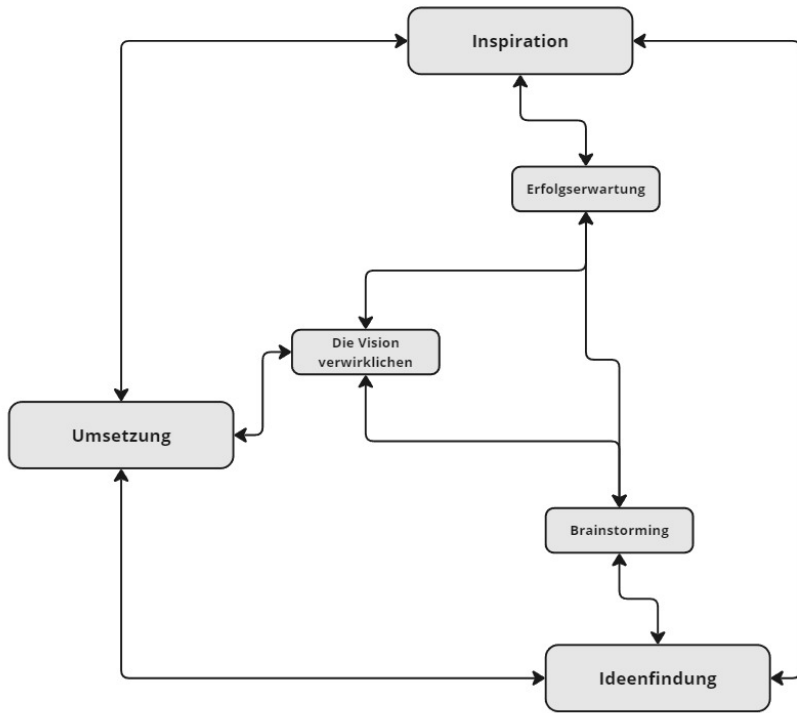 Inspiration
Erfolgserwartung
Die Vision
verwirklichen
Umsetzung
Brainstorming
Ideenfindung